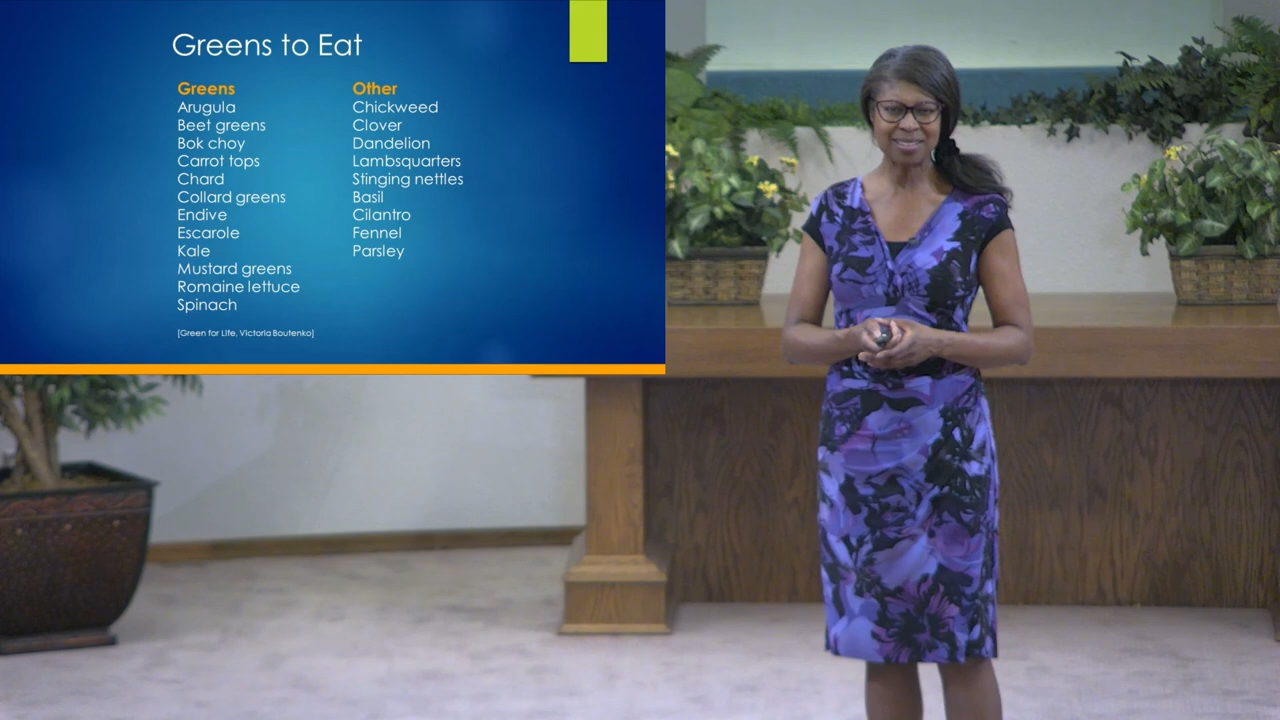 Greens to Eat
Greens
Arugula
Beet greens
Bok choy
Carrot tops
Chard
Collard greens
Endive
Escarole
Kale
Mustard greens
Romaine lettuce
Spinach
Other
Chickweed
Clover
Dandelion
Lambsquarters
Stinging nettles
Basil
Cilantro
Fennel
Parsley
[Green for Life, Victoria Boutenko]